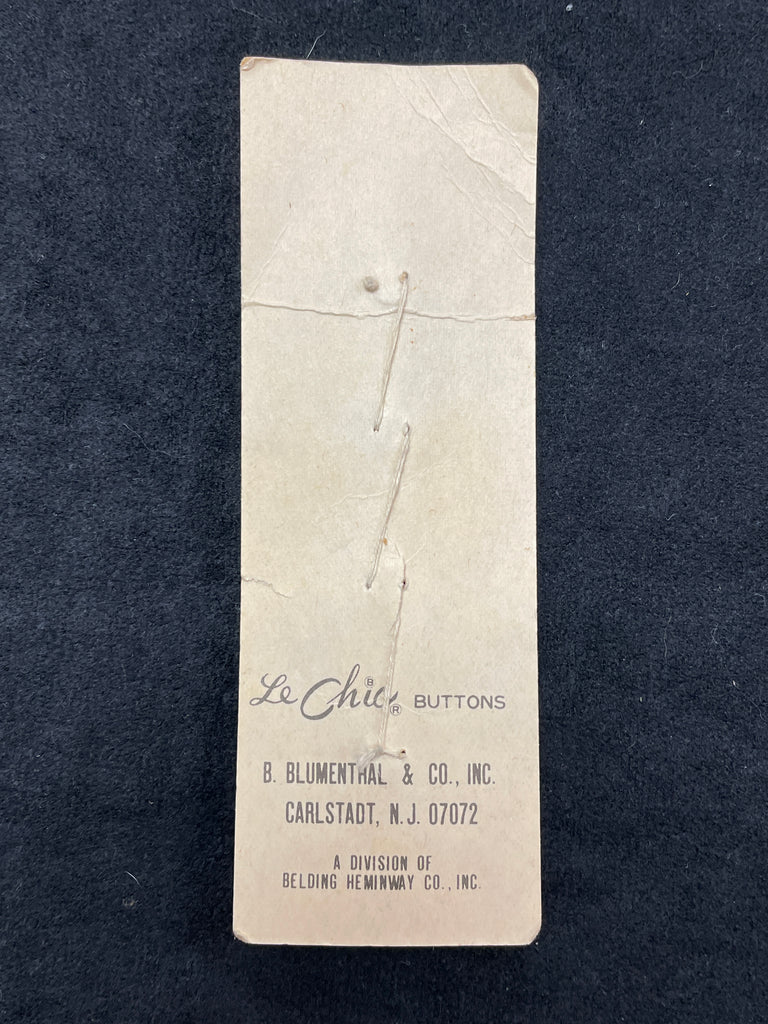 Le Chic ® BUTTONS
B. BLUMENTHAL & CO., INC.
CARLSTADT, N.J. 07072
A DIVISION OF
BELDING HEMINWAY CO., INC.